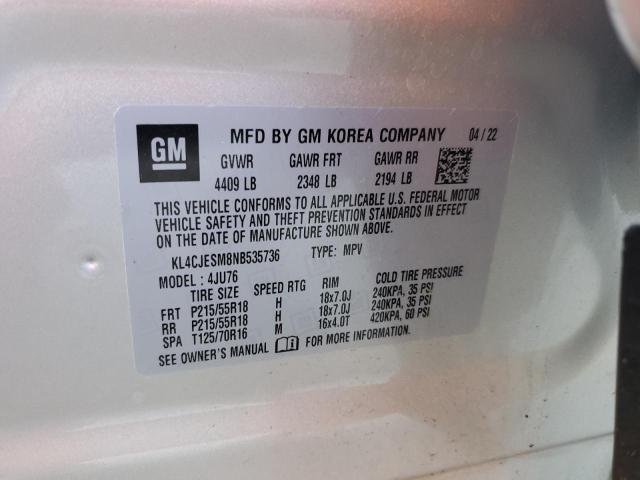 GM MFD BY GM KOREA COMPANY 04 / 22
GVWR GAWR FRT GAWR RR
4409 LB 2348 LB 2194 LB
THIS VEHICLE CONFORMS TO ALL APPLICABLE U.S. FEDERAL MOTOR
VEHICLE SAFETY AND THEFT PREVENTION STANDARDS IN EFFECT
ON THE DATE OF MANUFACTURE SHOWN ABOVE.
KL4CJESM8NB535736 TYPE: MPV
MODEL: 4JU76
TIRE SIZE SPEED RTG RIM COLD TIRE PRESSURE
FRT P215/55R18 H 18x7.0J 240KPA, 35 PSI
RR P215/55R18 H 18x7.0J 240KPA, 35 PSI
SPA T125/70R16 M 16x4.0T 420KPA, 60 PSI
SEE OWNER'S MANUAL FOR MORE INFORMATION.